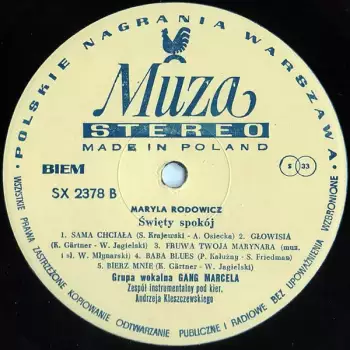 • POLSKIE NAGRANIA WARSZAWA •
Muza
STEREO
MADE IN POLAND
BIEM
S 33
SX 2378 B
MARYLA RODOWICZ
Święty spokój
1. SAMA CHCIAŁA (S. Krajewski - A. Osiecka) 2. GŁOWISIA
(K. Gärtner - W. Jagielski) 3. FRUWA TWOJA MARYNARA (muz.
i sł. W. Młynarski) 4. BABA BLUES (P. Kałużny - S. Friedman)
5. BIERZ MNIE (K. Gärtner - W. Jagielski)
Grupa wokalna GANG MARCELA
Zespół instrumentalny pod kier.
Andrzeja Kleszczewskiego
WSZYSTKIE PRAWA ZASTRZEŻONE KOPIOWANIE ODTWARZANIE PUBLICZNE I RADIOWE BEZ UPOWAŻNIENIA WZBRONIONE